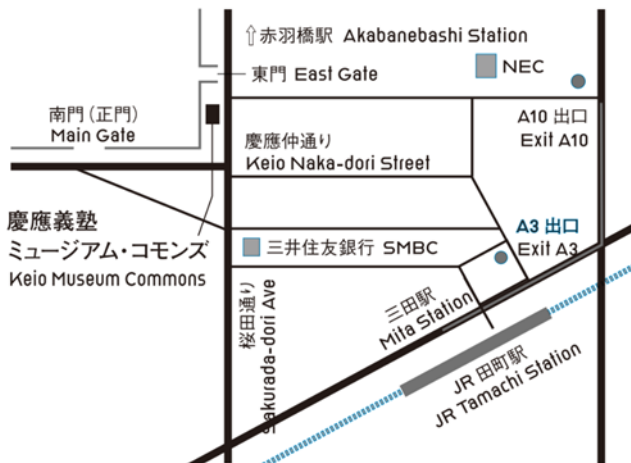 赤羽橋駅 Akabanebashi Station
NEC
東門 East Gate
南門（正門）
Main Gate
A10 出口
Exit A10
慶應仲通り
Keio Naka-dori Street
慶應義塾
ミュージアム・コモンズ
Keio Museum Commons
A3 出口
Exit A3
三井住友銀行 SMBC
桜田通り
Sakurada-dori Ave
三田駅
Mita Station
JR 田町駅
JR Tamachi Station